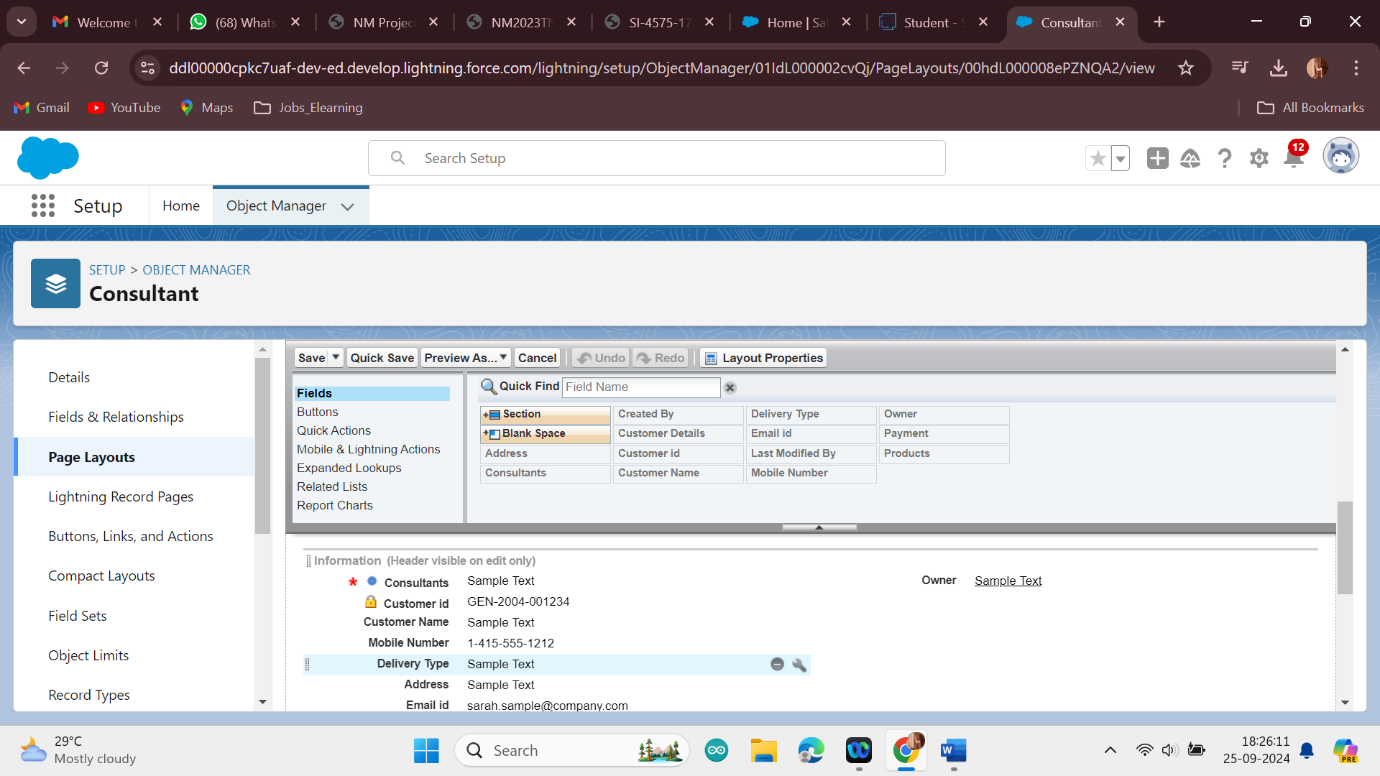 Welcome t
(68) Whats
NM Projec
NM2023T
SI-4575-17
Home | Sal
Student - S
Consultant
ddl00000cpkc7uaf-dev-ed.develop.lightning.force.com/lightning/setup/ObjectManager/01IdL000002cvQj/PageLayouts/00hdL000008ePZNQA2/view
Gmail
YouTube
Maps
Jobs_Elearning
All Bookmarks
Search Setup
12
Setup
Home
Object Manager
SETUP > OBJECT MANAGER
Consultant
Details
Fields & Relationships
Page Layouts
Lightning Record Pages
Buttons, Links, and Actions
Compact Layouts
Field Sets
Object Limits
Record Types
Save
Quick Save
Preview As...
Cancel
Undo
Redo
Layout Properties
Fields
Buttons
Quick Actions
Mobile & Lightning Actions
Expanded Lookups
Related Lists
Report Charts
Quick Find Field Name
Section Created By Delivery Type Owner
Blank Space Customer Details Email id Payment
Address Customer id Last Modified By Products
Consultants Customer Name Mobile Number
Information (Header visible on edit only)
* Consultants Sample Text Owner Sample Text
Customer id GEN-2004-001234
Customer Name Sample Text
Mobile Number 1-415-555-1212
Delivery Type Sample Text
Address Sample Text
Email id sarah.sample@company.com
29°C
Mostly cloudy
Search
18:26:11
25-09-2024
PRE